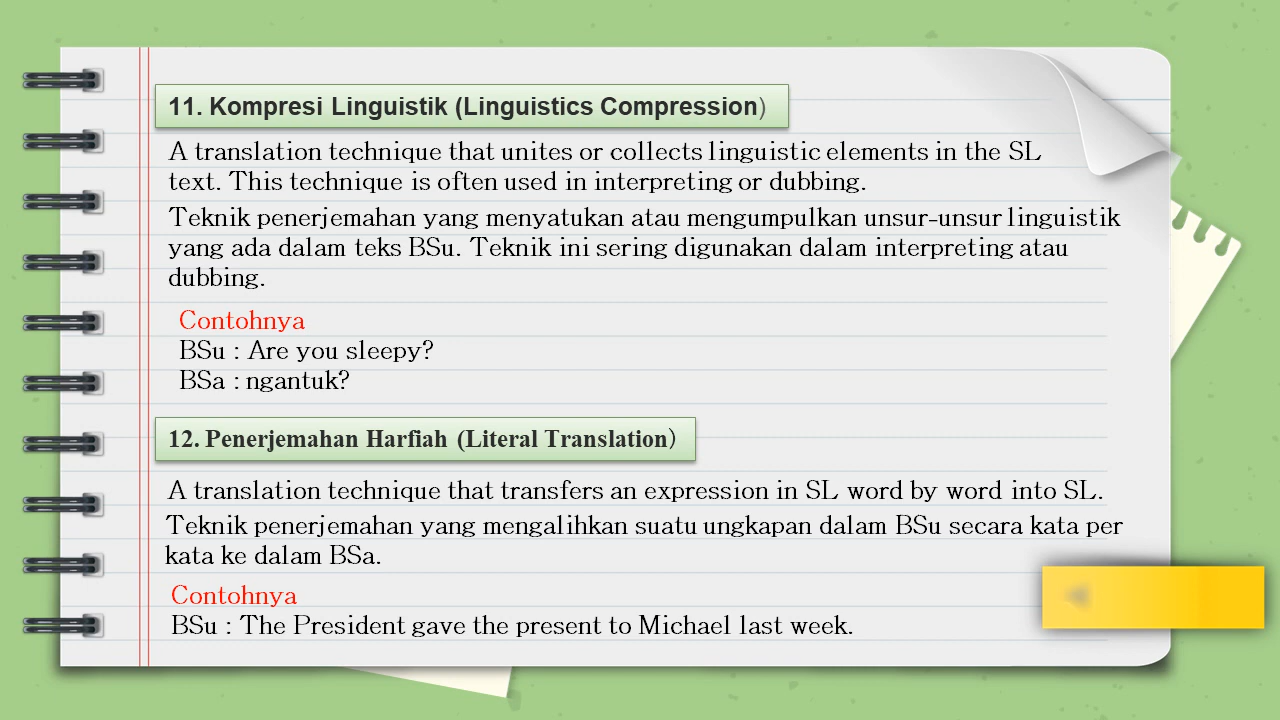 11. Kompresi Linguistik (Linguistics Compression)
A translation technique that unites or collects linguistic elements in the SL
text. This technique is often used in interpreting or dubbing.
Teknik penerjemahan yang menyatukan atau mengumpulkan unsur-unsur linguistik
yang ada dalam teks BSu. Teknik ini sering digunakan dalam interpreting atau
dubbing.
Contohnya
BSu : Are you sleepy?
BSa : ngantuk?
12. Penerjemahan Harfiah (Literal Translation)
A translation technique that transfers an expression in SL word by word into SL.
Teknik penerjemahan yang mengalihkan suatu ungkapan dalam BSu secara kata per
kata ke dalam BSa.
Contohnya
BSu : The President gave the present to Michael last week.